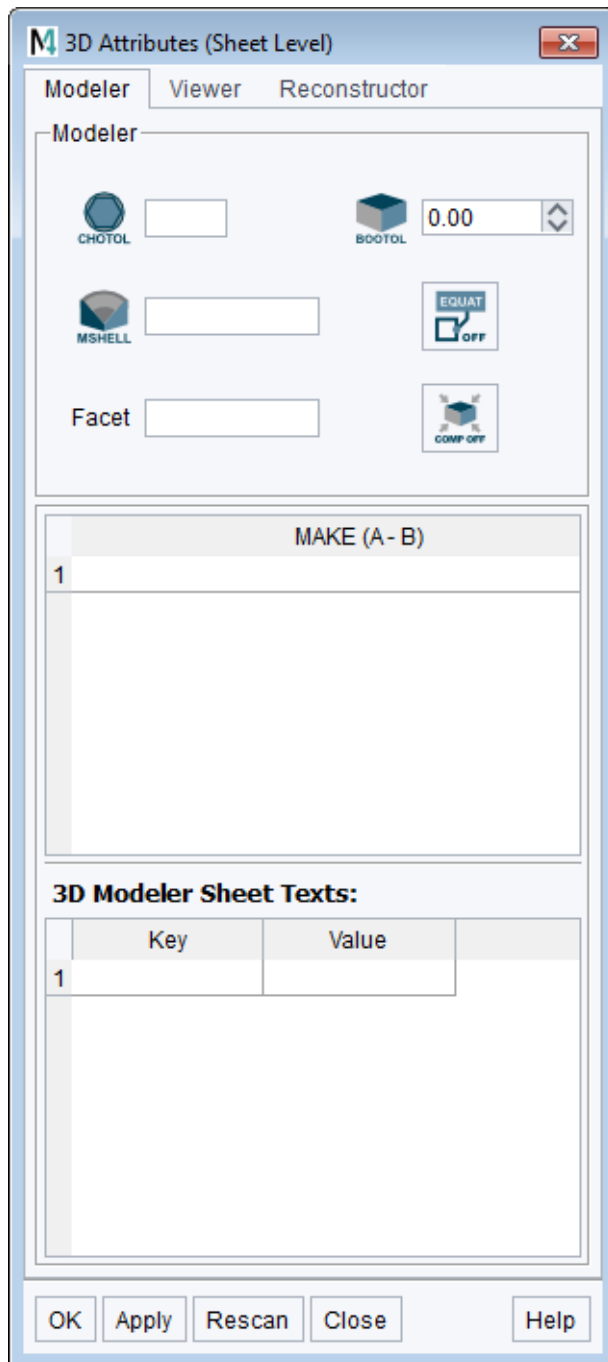 3D Attributes (Sheet Level)
Modeler Viewer Reconstructor
Modeler
CHOTOL
BOOTOL 0.00
MSHELL
EQUAT OFF
Facet
COMP OFF
MAKE (A - B)
1
3D Modeler Sheet Texts:
Key Value
1
OK Apply Rescan Close Help